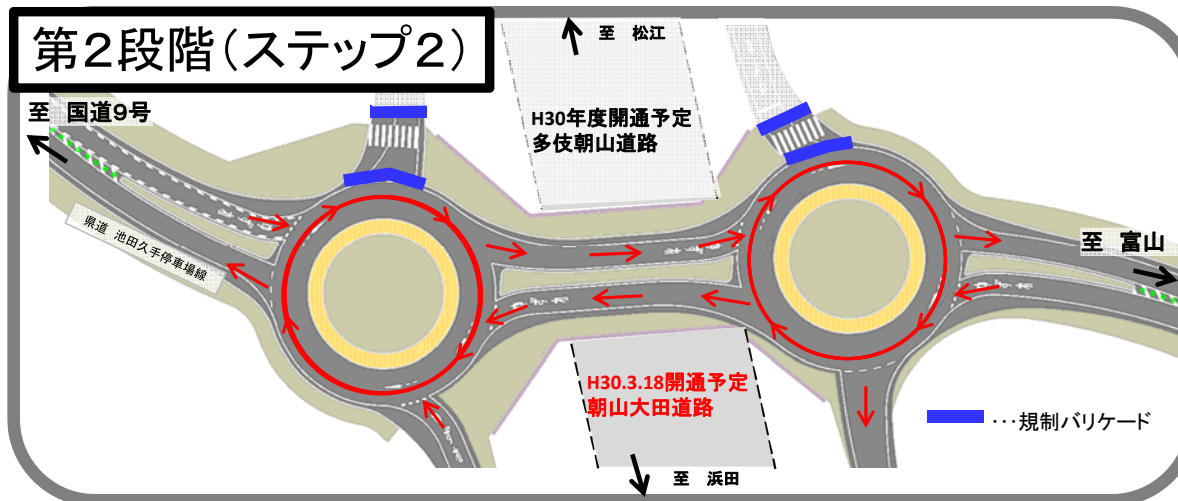 第2段階(ステップ2)
至 松江
至 国道9号
H30年度開通予定
多伎朝山道路
県道 池田久手停車場線
至 富山
H30.3.18開通予定
朝山大田道路
･･･規制バリケード
至 浜田